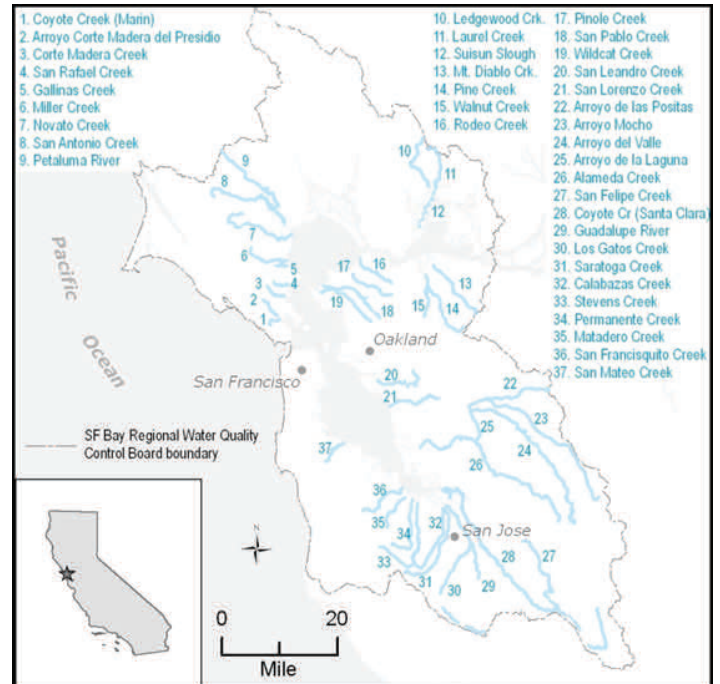 1. Coyote Creek (Marin)
2. Arroyo Corte Madera del Presidio
3. Corte Madera Creek
4. San Rafael Creek
5. Gallinas Creek
6. Miller Creek
7. Novato Creek
8. San Antonio Creek
9. Petaluma River
10. Ledgewood Crk.
11. Laurel Creek
12. Suisun Slough
13. Mt. Diablo Crk.
14. Pine Creek
15. Walnut Creek
16. Rodeo Creek
17. Pinole Creek
18. San Pablo Creek
19. Wildcat Creek
20. San Leandro Creek
21. San Lorenzo Creek
22. Arroyo de las Positas
23. Arroyo Mocho
24. Arroyo del Valle
25. Arroyo de la Laguna
26. Alameda Creek
27. San Felipe Creek
28. Coyote Cr (Santa Clara)
29. Guadalupe River
30. Los Gatos Creek
31. Saratoga Creek
32. Calabazas Creek
33. Stevens Creek
34. Permanente Creek
35. Matadero Creek
36. San Francisquito Creek
37. San Mateo Creek
10
9
11
8
12
7
6
5
17
16
13
3
4
2
19
18
15
14
1
Pacific
Ocean
Oakland
San Francisco
20
22
21
23
25
24
SF Bay Regional Water Quality
Control Board boundary
37
26
36
35
34
32
San Jose
33
28
27
31
30
29
N
0
20
Mile